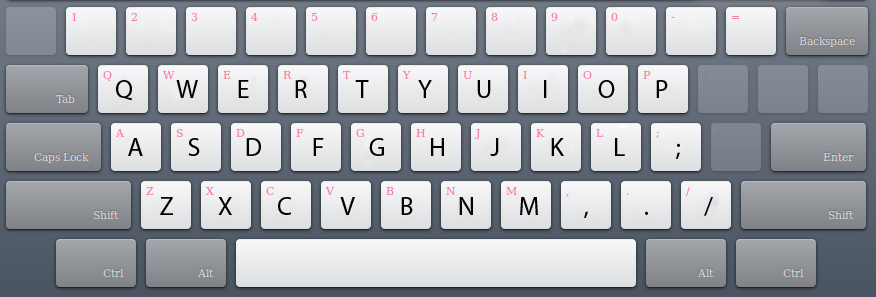 1 2 3 4 5 6 7 8 9 0 - = Backspace
Tab Q Q W W E E R R T T Y Y U U I I O O P P
Caps Lock A A S S D D F F G G H H J J K K L L ; ; Enter
Shift Z Z X X C C V V B B N N M M , , . . / / Shift
Ctrl Alt Alt Ctrl